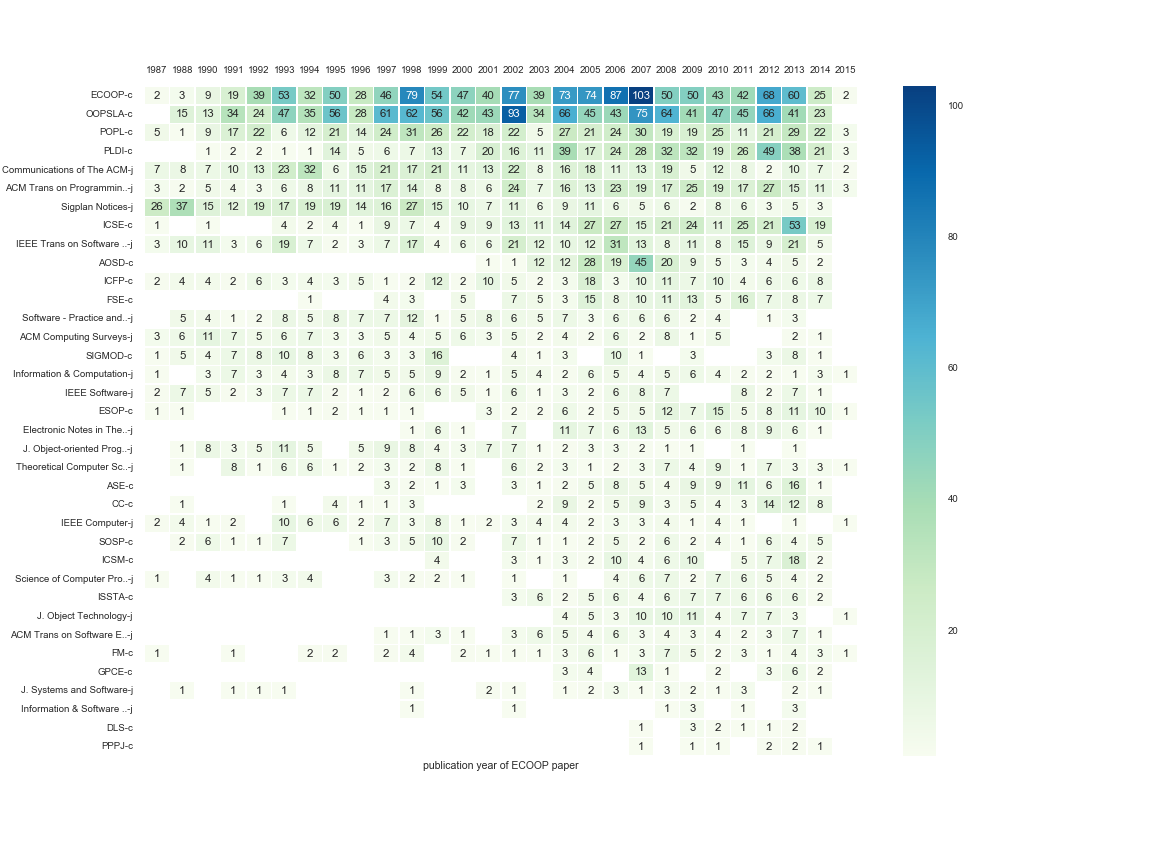 1987 1988 1990 1991 1992 1993 1994 1995 1996 1997 1998 1999 2000 2001 2002 2003 2004 2005 2006 2007 2008 2009 2010 2011 2012 2013 2014 2015
ECOOP-c 2 3 9 19 39 53 32 50 28 46 79 54 47 40 77 39 73 74 87 103 50 50 43 42 68 60 25 2
OOPSLA-c 15 13 34 24 47 35 56 28 61 62 56 42 43 93 34 66 45 43 75 64 41 47 45 66 41 23
POPL-c 5 1 9 17 22 6 12 21 14 24 31 26 22 18 22 5 27 21 24 30 19 19 25 11 21 29 22 3
PLDI-c 1 2 2 1 1 14 5 6 7 13 7 20 16 11 39 17 24 28 32 32 19 26 49 38 21 3
Communications of The ACM-j 7 8 7 10 13 23 32 6 15 21 17 21 11 13 22 8 16 18 11 13 19 5 12 8 2 10 7 2
ACM Trans on Programmin..-j 3 2 5 4 3 6 8 11 11 17 14 8 8 6 24 7 16 13 23 19 17 25 19 17 27 15 11 3
Sigplan Notices-j 26 37 15 12 19 17 19 19 14 16 27 15 10 7 11 6 9 11 6 5 6 2 8 6 3 5 3
ICSE-c 1 1 4 2 4 1 9 7 4 9 9 13 11 14 27 27 15 21 24 11 25 21 53 19
IEEE Trans on Software ..-j 3 10 11 3 6 19 7 2 3 7 17 4 6 6 21 12 10 12 31 13 8 11 8 15 9 21 5
AOSD-c 1 1 12 12 28 19 45 20 9 5 3 4 5 2
ICFP-c 2 4 4 2 6 3 4 3 5 1 2 12 2 10 5 2 3 18 3 10 11 7 10 4 6 6 8
FSE-c 1 4 3 5 7 5 3 15 8 10 11 13 5 16 7 8 7
Software - Practice and..-j 5 4 1 2 8 5 8 7 7 12 1 5 8 6 5 7 3 6 6 6 2 4 1 3
ACM Computing Surveys-j 3 6 11 7 5 6 7 3 3 5 4 5 6 3 5 2 4 2 6 2 8 1 5 2 1
SIGMOD-c 1 5 4 7 8 10 8 3 6 3 3 16 4 1 3 10 1 3 3 8 1
Information & Computation-j 1 3 7 3 4 3 8 7 5 5 9 2 1 5 4 2 6 5 4 5 6 4 2 2 1 3 1
IEEE Software-j 2 7 5 2 3 7 7 2 1 2 6 6 5 1 6 1 3 2 6 8 7 8 2 7 1
ESOP-c 1 1 1 1 2 1 1 1 3 2 2 6 2 5 5 12 7 15 5 8 11 10 1
Electronic Notes in The..-j 1 6 1 7 11 7 6 13 5 6 6 8 9 6 1
J. Object-oriented Prog..-j 1 8 3 5 11 5 5 9 8 4 3 7 7 1 2 3 3 2 1 1 1 1
Theoretical Computer Sc..-j 1 8 1 6 6 1 2 3 2 8 1 6 2 3 1 2 3 7 4 9 1 7 3 3 1
ASE-c 3 2 1 3 3 1 2 5 8 5 4 9 9 11 6 16 1
CC-c 1 1 4 1 1 3 2 9 2 5 9 3 5 4 3 14 12 8
IEEE Computer-j 2 4 1 2 10 6 6 2 7 3 8 1 2 3 4 4 2 3 3 4 1 4 1 1 1
SOSP-c 2 6 1 1 7 1 3 5 10 2 7 1 1 2 5 2 6 2 4 1 6 4 5
ICSM-c 4 3 1 3 2 10 4 6 10 5 7 18 2
Science of Computer Pro..-j 1 4 1 1 3 4 3 2 2 1 1 1 4 6 7 2 7 6 5 4 2
ISSTA-c 3 6 2 5 6 4 6 7 7 6 6 6 2
J. Object Technology-j 4 5 3 10 10 11 4 7 7 3 1
ACM Trans on Software E..-j 1 1 3 1 3 6 5 4 6 3 4 3 4 2 3 7 1
FM-c 1 1 2 2 2 4 2 1 1 1 3 6 1 3 7 5 2 3 1 4 3 1
GPCE-c 3 4 13 1 2 3 6 2
J. Systems and Software-j 1 1 1 1 1 2 1 1 2 3 1 3 2 1 3 2 1
Information & Software ..-j 1 1 1 3 1 3
DLS-c 1 3 2 1 1 2
PPPJ-c 1 1 1 2 2 1
publication year of ECOOP paper
100
80
60
40
20